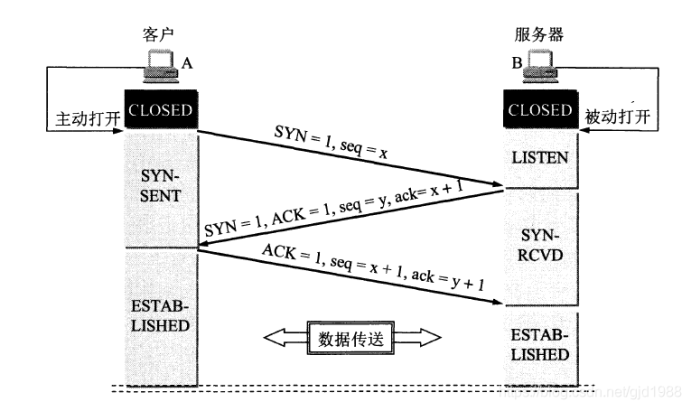 客户
服务器
A
B
CLOSED
CLOSED
主动打开
被动打开
SYN = 1, seq = x
LISTEN
SYN-
SENT
SYN = 1, ACK = 1, seq = y, ack= x + 1
SYN-
RCVD
ACK = 1, seq = x + 1, ack = y + 1
ESTAB-
LISHED
数据传送
ESTAB-
LISHED
https://blog.csdn.net/gjd1988